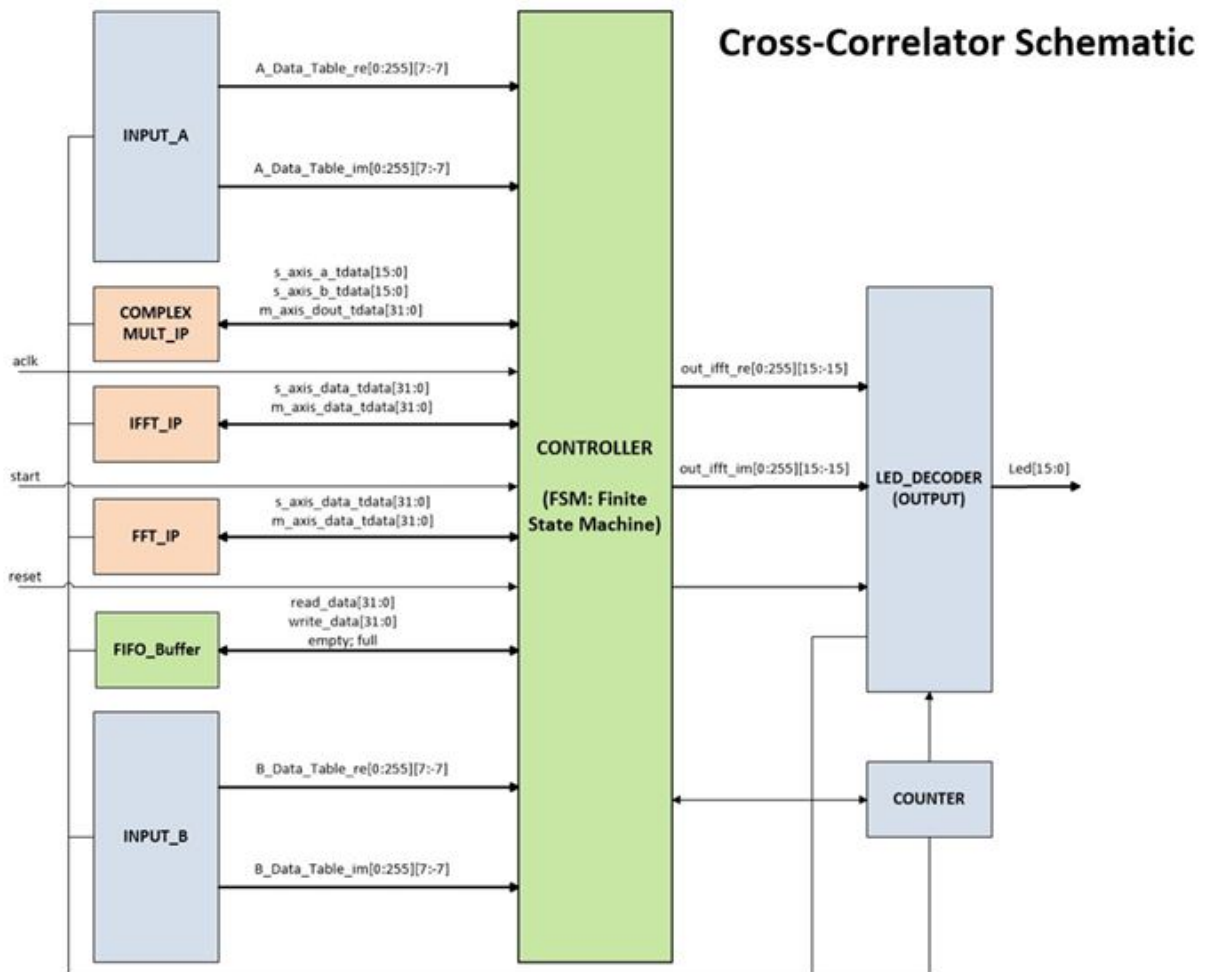 Cross-Correlator Schematic
INPUT_A
A_Data_Table_re[0:255][7:-7]
A_Data_Table_im[0:255][7:-7]
COMPLEX
MULT_IP
s_axis_a_tdata[15:0]
s_axis_b_tdata[15:0]
m_axis_dout_tdata[31:0]
aclk
IFFT_IP
s_axis_data_tdata[31:0]
m_axis_data_tdata[31:0]
start
FFT_IP
s_axis_data_tdata[31:0]
m_axis_data_tdata[31:0]
reset
FIFO_Buffer
read_data[31:0]
write_data[31:0]
empty; full
INPUT_B
B_Data_Table_re[0:255][7:-7]
B_Data_Table_im[0:255][7:-7]
CONTROLLER
(FSM: Finite
State Machine)
out_ifft_re[0:255][15:-15]
out_ifft_im[0:255][15:-15]
LED_DECODER
(OUTPUT)
Led[15:0]
COUNTER